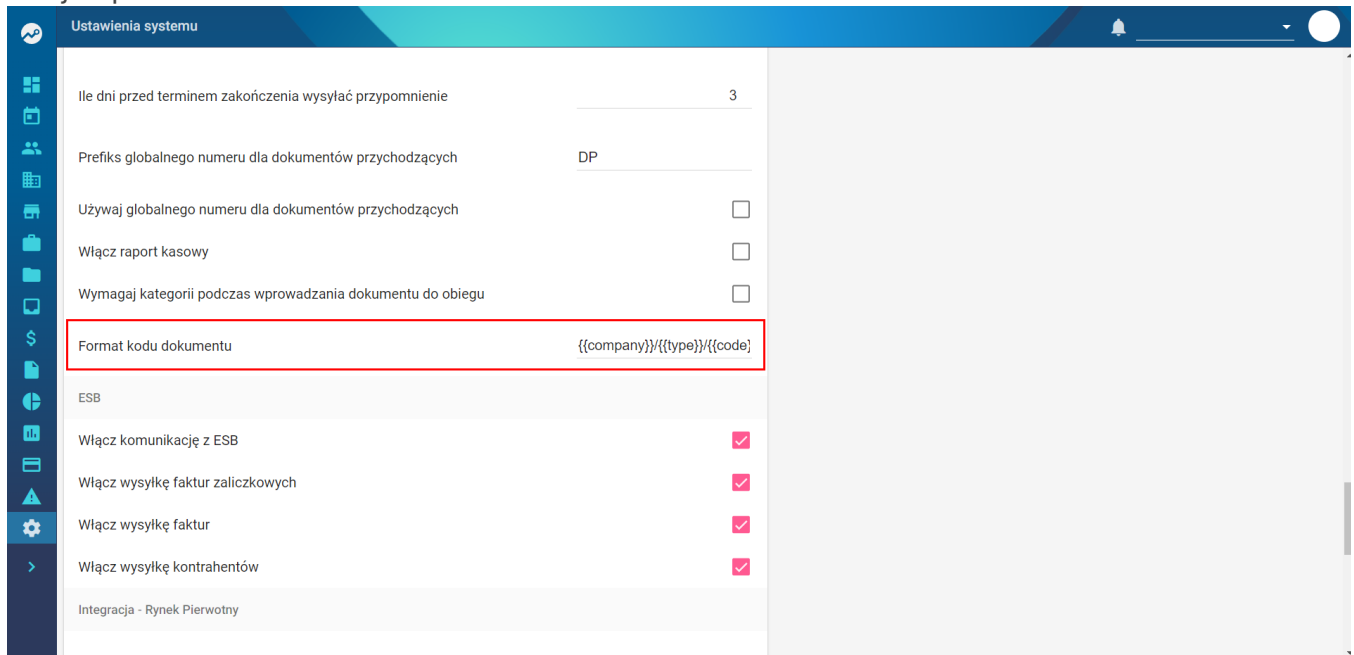 Ustawienia systemu
Ile dni przed terminem zakończenia wysyłać przypomnienie
3
Prefiks globalnego numeru dla dokumentów przychodzących
DP
Używaj globalnego numeru dla dokumentów przychodzących
Włącz raport kasowy
Wymagaj kategorii podczas wprowadzania dokumentu do obiegu
Format kodu dokumentu
{{company}}/{{type}}/{{code}
ESB
Włącz komunikację z ESB
Włącz wysyłkę faktur zaliczkowych
Włącz wysyłkę faktur
Włącz wysyłkę kontrahentów
Integracja - Rynek Pierwotny